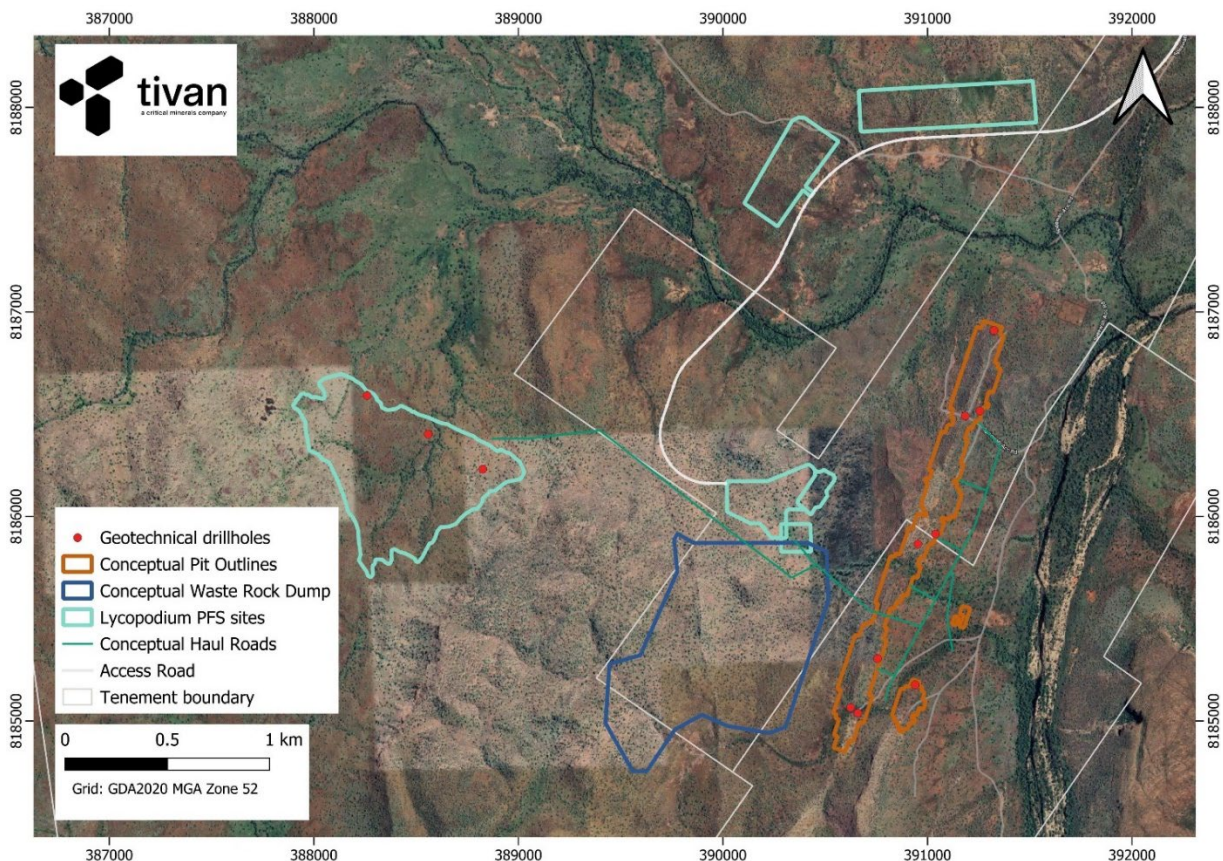 387000 388000 389000 390000 391000 392000
tivan
a critical minerals company
8188000 8188000
8187000 8187000
8186000 8186000
8185000 8185000
Geotechnical drillholes
Conceptual Pit Outlines
Conceptual Waste Rock Dump
Lycopodium PFS sites
Conceptual Haul Roads
Access Road
Tenement boundary
0 0.5 1 km
Grid: GDA2020 MGA Zone 52
387000 388000 389000 390000 391000 392000